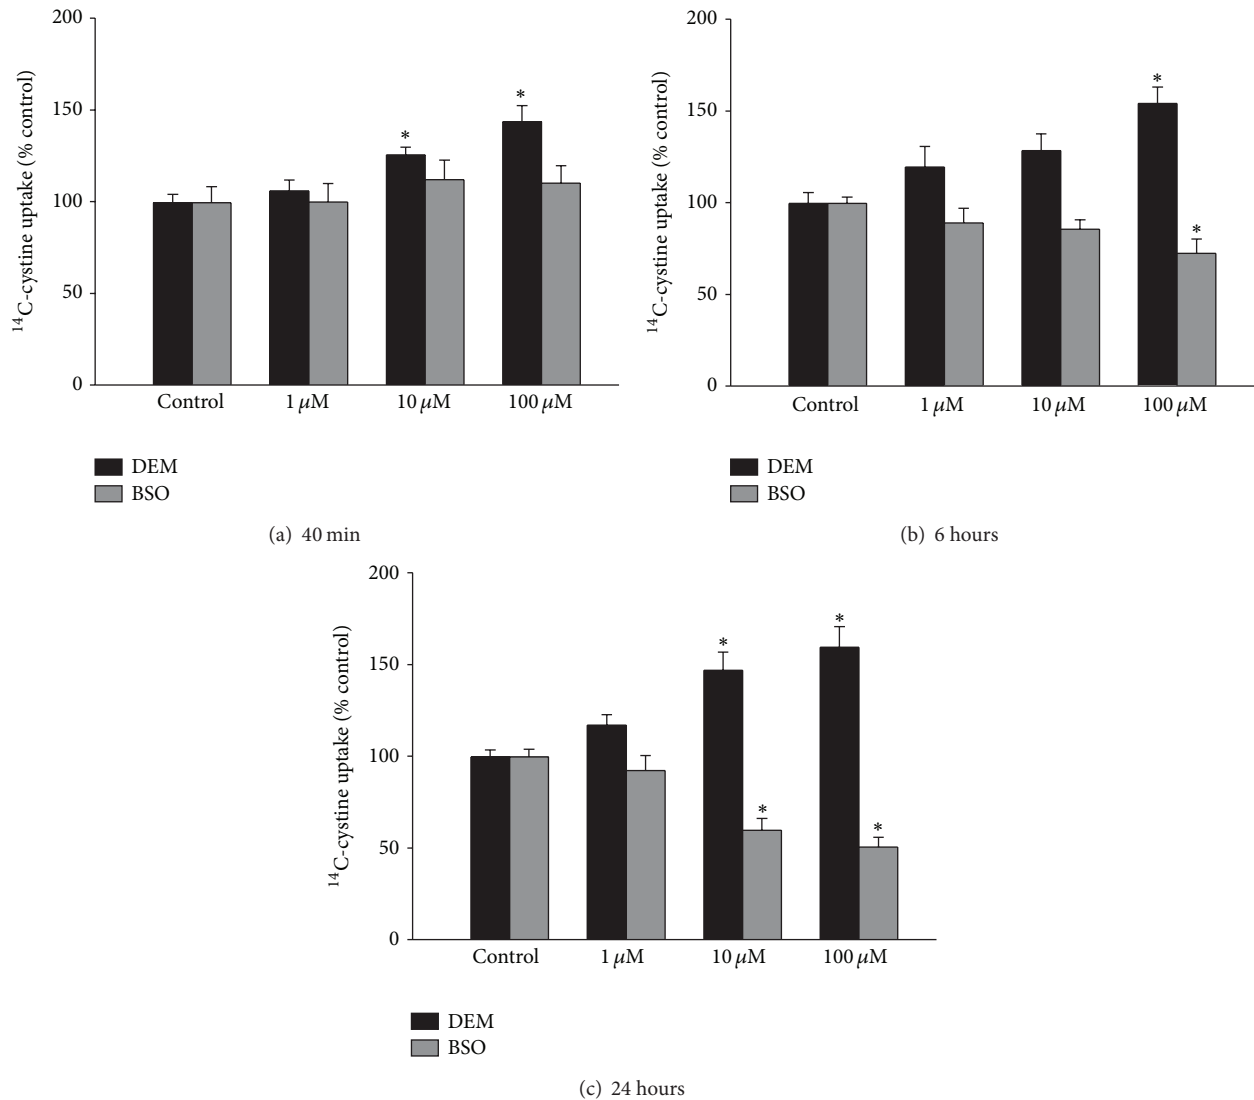 200
150
100
50
0
¹⁴C-cystine uptake (% control)
*
*
Control
1 μM
10 μM
100 μM
DEM
BSO
(a) 40 min
200
150
100
50
0
¹⁴C-cystine uptake (% control)
*
*
Control
1 μM
10 μM
100 μM
DEM
BSO
(b) 6 hours
200
150
100
50
0
¹⁴C-cystine uptake (% control)
*
*
*
*
Control
1 μM
10 μM
100 μM
DEM
BSO
(c) 24 hours